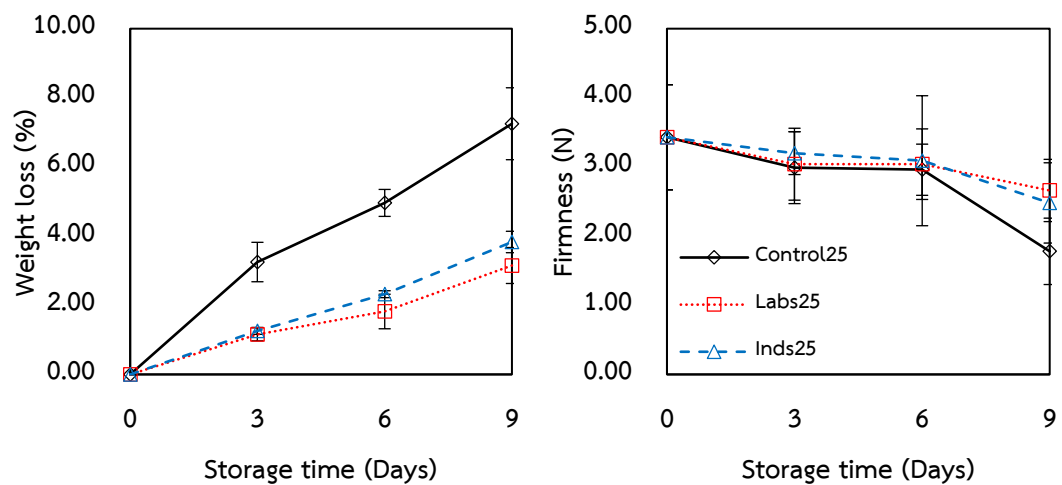 Weight loss (%)
10.00
8.00
6.00
4.00
2.00
0.00
0 3 6 9
Storage time (Days)
Firmness (N)
5.00
4.00
3.00
2.00
1.00
0.00
Control25
Labs25
Inds25
0 3 6 9
Storage time (Days)